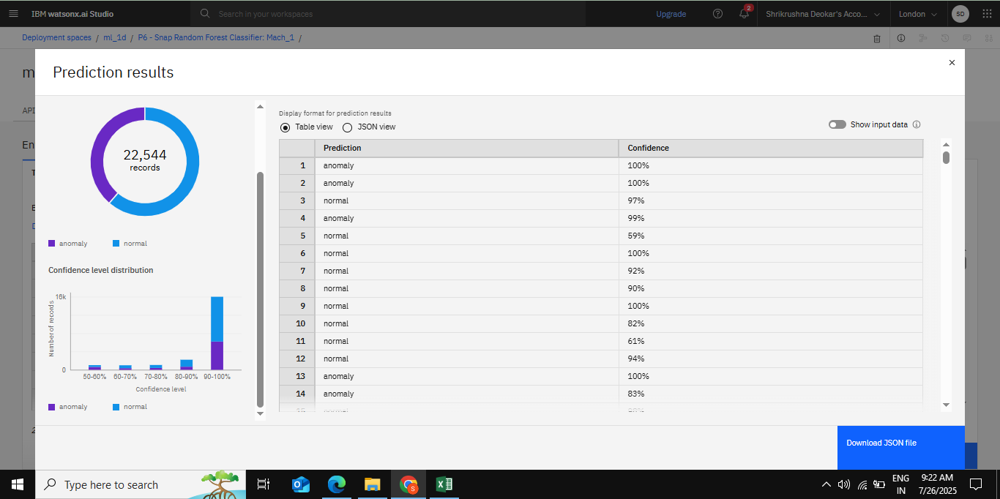 IBM watsonx.ai Studio
Search in your workspaces
Upgrade
2
Shrikrushna Deokar's Acco...
London
SD
Deployment spaces / ml_1d / P6 - Snap Random Forest Classifier: Mach_1 /
Prediction results
API
22,544
records
anomaly normal
Confidence level distribution
Number of records
16k
0
50-60% 60-70% 70-80% 80-90% 90-100%
Confidence level
anomaly normal
Display format for prediction results
Table view JSON view
Show input data
Prediction Confidence
1 anomaly 100%
2 anomaly 100%
3 normal 97%
4 anomaly 99%
5 normal 59%
6 normal 100%
7 normal 92%
8 normal 90%
9 normal 100%
10 normal 82%
11 normal 61%
12 normal 94%
13 anomaly 100%
14 anomaly 83%
15 normal
Download JSON file
Type here to search
ENG
IN
9:22 AM
7/26/2025